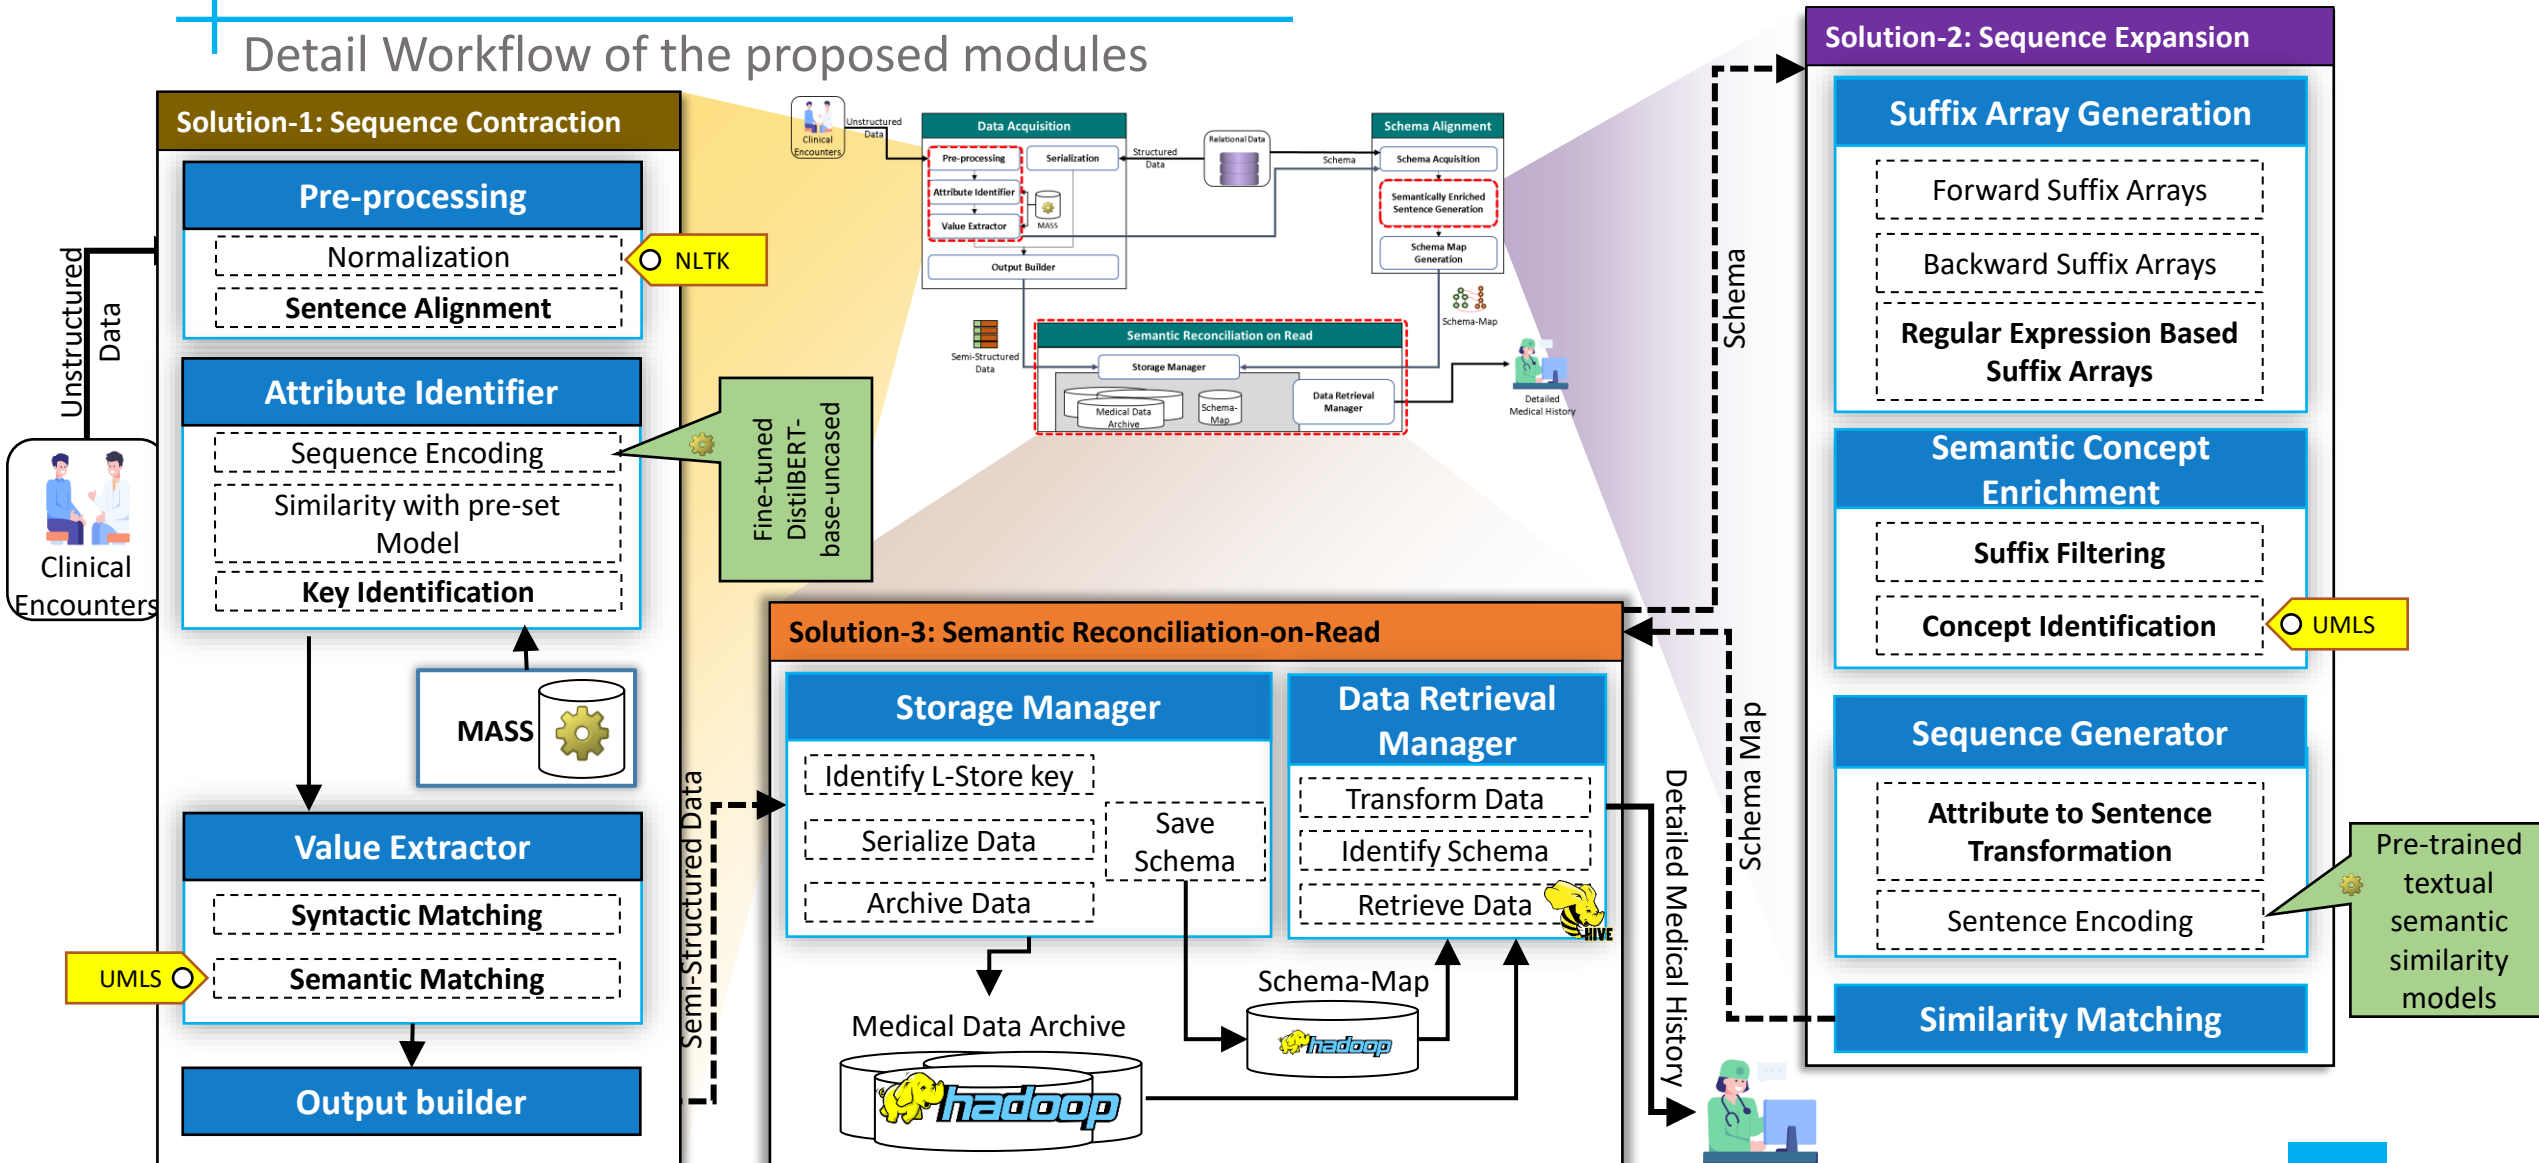 Detail Workflow of the proposed modules
Solution-1: Sequence Contraction
Pre-processing
Normalization
Sentence Alignment
NLTK
Unstructured
Data
Clinical
Encounters
Attribute Identifier
Sequence Encoding
Similarity with pre-set
Model
Key Identification
Fine-tuned
DistilBERT-
base-uncased
MASS
Value Extractor
Syntactic Matching
Semantic Matching
UMLS
Output builder
Semi-Structured Data
Clinical
Encounters
Unstructured
Data
Data Acquisition
Pre-processing
Serialization
Attribute Identifier
Value Extractor
MASS
Output Builder
Structured
Data
Relational Data
Schema
Schema Alignment
Schema Acquisition
Semantically Enriched
Sentence Generation
Schema Map
Generation
Schema-Map
Semi-Structured
Data
Semantic Reconciliation on Read
Storage Manager
Medical Data
Archive
Schema-
Map
Data Retrieval
Manager
Detailed
Medical History
Solution-3: Semantic Reconciliation-on-Read
Storage Manager
Identify L-Store key
Serialize Data
Archive Data
Save
Schema
Data Retrieval
Manager
Transform Data
Identify Schema
Retrieve Data
HIVE
Medical Data Archive
hadoop
Schema-Map
hadoop
Detailed Medical History
Schema
Schema Map
Solution-2: Sequence Expansion
Suffix Array Generation
Forward Suffix Arrays
Backward Suffix Arrays
Regular Expression Based
Suffix Arrays
Semantic Concept
Enrichment
Suffix Filtering
Concept Identification
UMLS
Sequence Generator
Attribute to Sentence
Transformation
Sentence Encoding
Pre-trained
textual
semantic
similarity
models
Similarity Matching